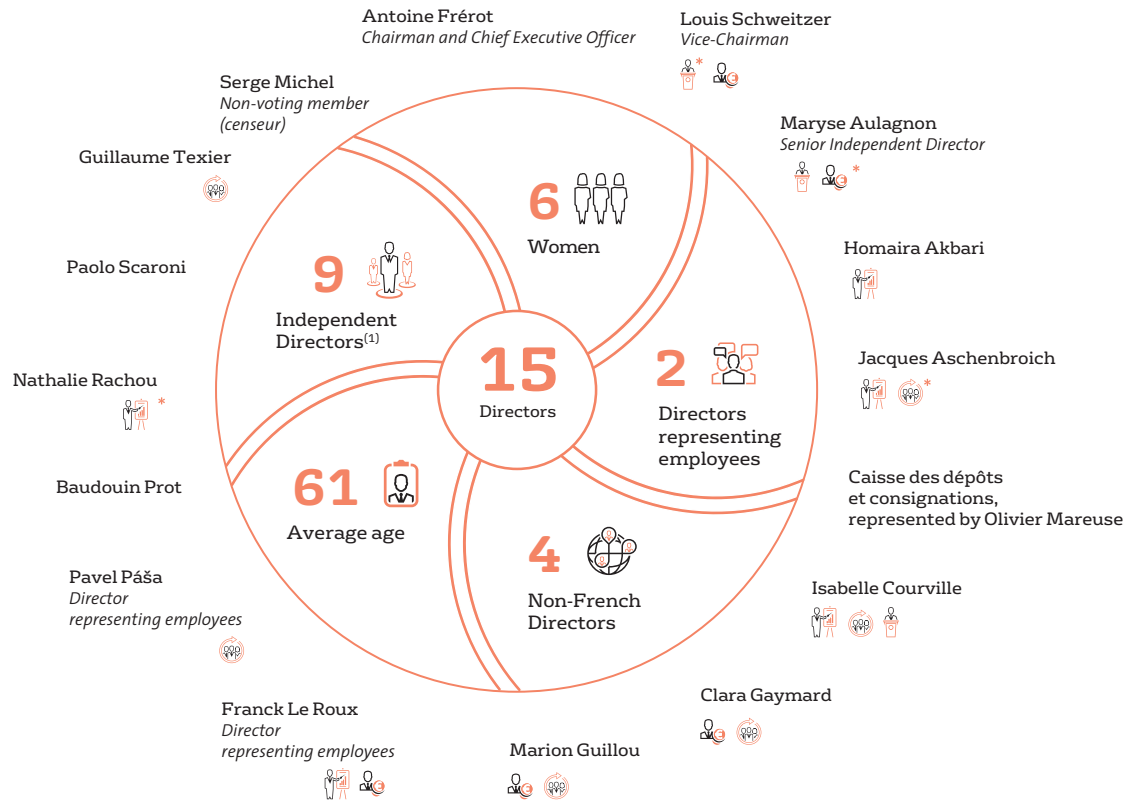 Antoine Frérot
Chairman and Chief Executive Officer
Louis Schweitzer
Vice-Chairman
*
Maryse Aulagnon
Senior Independent Director
*
Homaira Akbari
Jacques Aschenbroich
*
Caisse des dépôts
et consignations,
represented by Olivier Mareuse
Isabelle Courville
Clara Gaymard
Marion Guillou
Franck Le Roux
Director
representing employees
Pavel Páša
Director
representing employees
Baudouin Prot
Nathalie Rachou
*
Paolo Scaroni
Guillaume Texier
Serge Michel
Non-voting member
(censeur)
6
Women
9
Independent
Directors(1)
15
Directors
2
Directors
representing
employees
61
Average age
4
Non-French
Directors